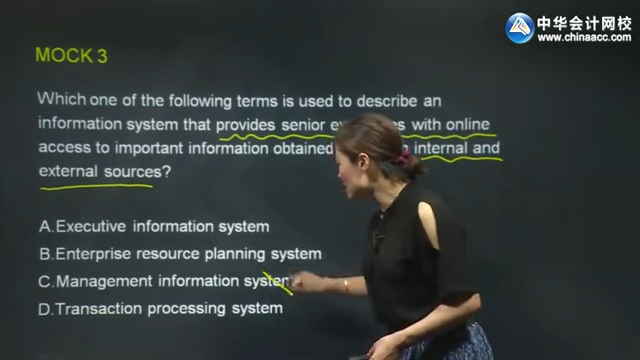 中华会计网校
www.chinaacc.com
MOCK 3
Which one of the following terms is used to describe an
information system that provides senior with online
access to important information obtained internal and
external sources?
A.Executive information system
B.Enterprise resource planning system
C.Management information system
D.Transaction processing system